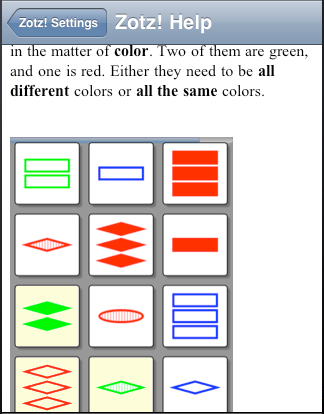 Zotz! Settings
Zotz! Help
in the matter of color. Two of them are green,
and one is red. Either they need to be all
different colors or all the same colors.